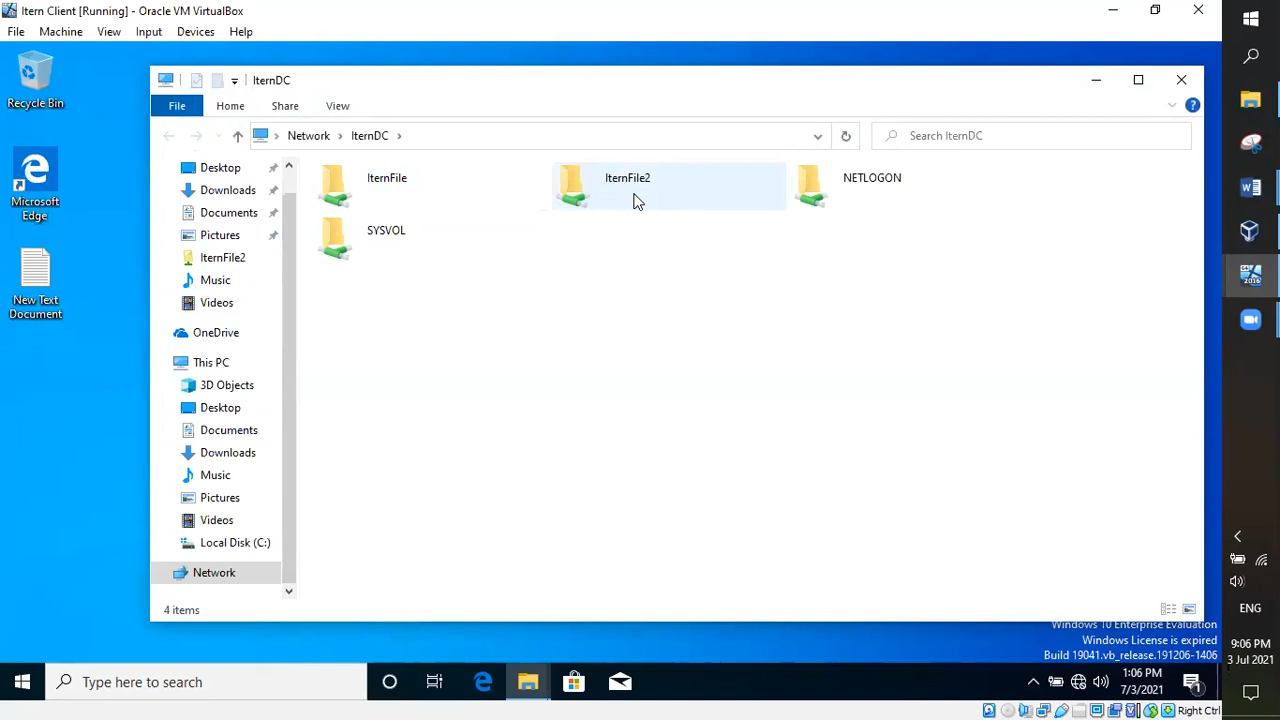 Itern Client [Running] - Oracle VM VirtualBox
File Machine View Input Devices Help
Recycle Bin
Microsoft Edge
New Text Document
IternDC
File Home Share View
Network > IternDC >
Search IternDC
Desktop
Downloads
Documents
Pictures
IternFile2
Music
Videos
OneDrive
This PC
3D Objects
Desktop
Documents
Downloads
Music
Pictures
Videos
Local Disk (C:)
Network
IternFile
IternFile2
NETLOGON
SYSVOL
4 items
Windows 10 Enterprise Evaluation
Windows License is expired
Build 19041.vb_release.191206-1406
Type here to search
1:06 PM
7/3/2021
1
Right Ctrl
2016
ENG
9:06 PM
3 Jul 2021